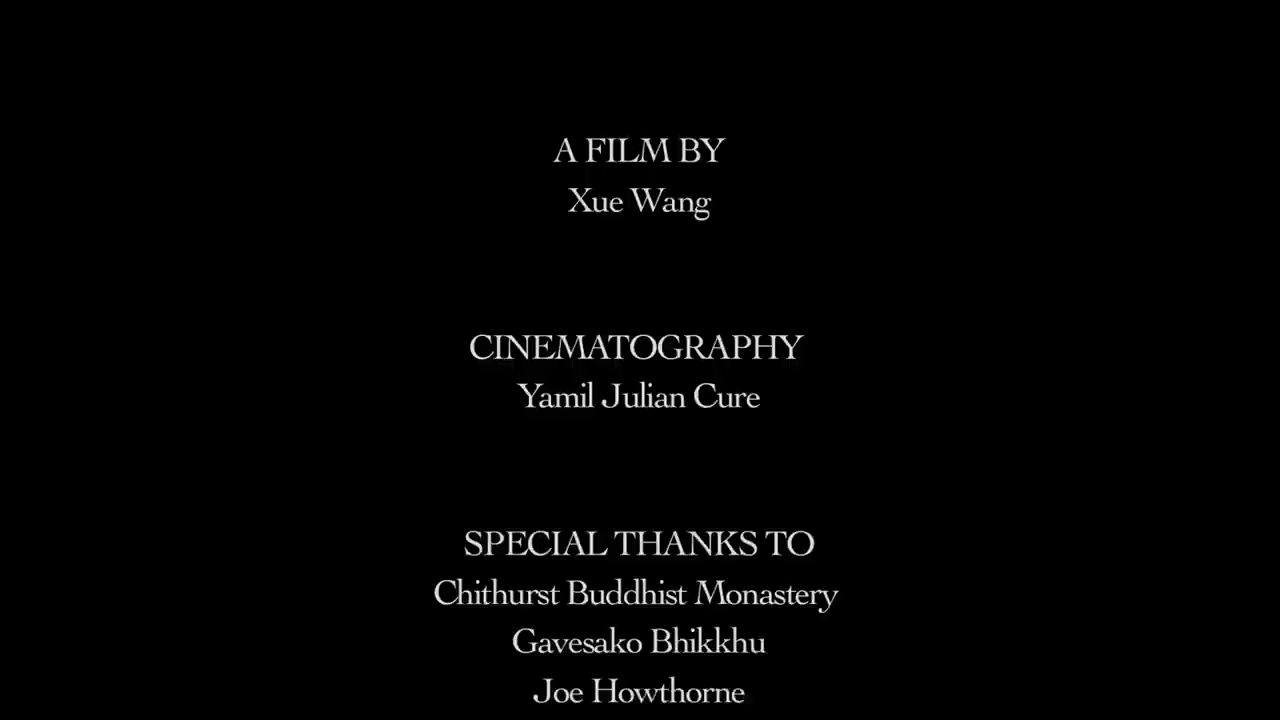 A FILM BY
Xue Wang
CINEMATOGRAPHY
Yamil Julian Cure
SPECIAL THANKS TO
Chithurst Buddhist Monastery
Gavesako Bhikkhu
Joe Howthorne